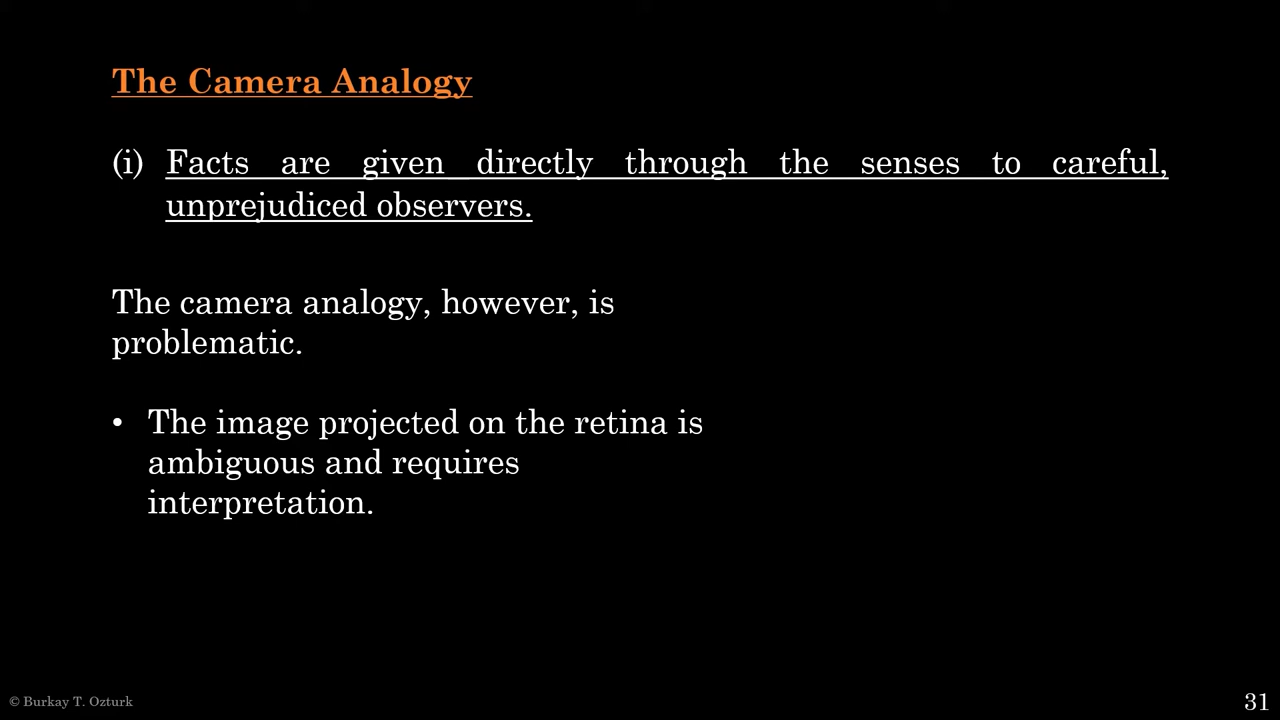 The Camera Analogy
(i) Facts are given directly through the senses to careful,
unprejudiced observers.
The camera analogy, however, is
problematic.
• The image projected on the retina is
ambiguous and requires
interpretation.
© Burkay T. Ozturk
31